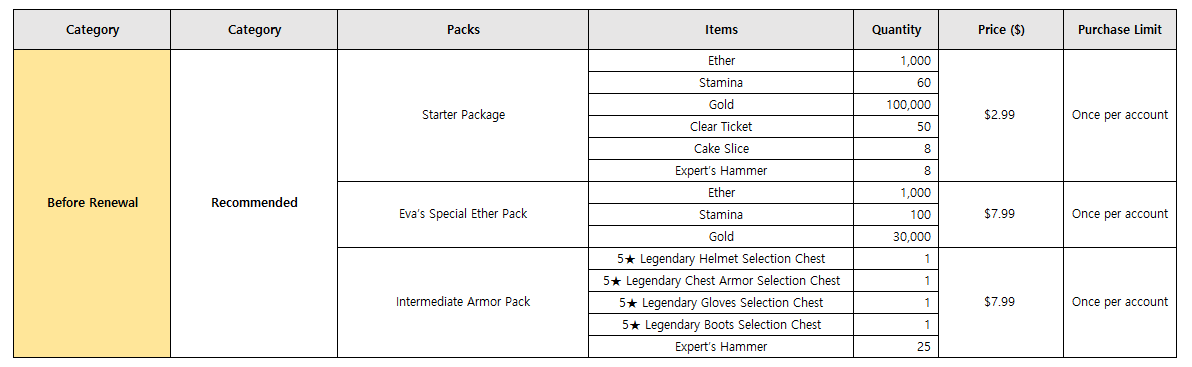 Category Category Packs Items Quantity Price ($) Purchase Limit
Before Renewal Recommended Starter Package Ether 1,000 $2.99 Once per account
Stamina 60
Gold 100,000
Clear Ticket 50
Cake Slice 8
Expert's Hammer 8
Eva's Special Ether Pack Ether 1,000 $7.99 Once per account
Stamina 100
Gold 30,000
Intermediate Armor Pack 5★ Legendary Helmet Selection Chest 1 $7.99 Once per account
5★ Legendary Chest Armor Selection Chest 1
5★ Legendary Gloves Selection Chest 1
5★ Legendary Boots Selection Chest 1
Expert's Hammer 25